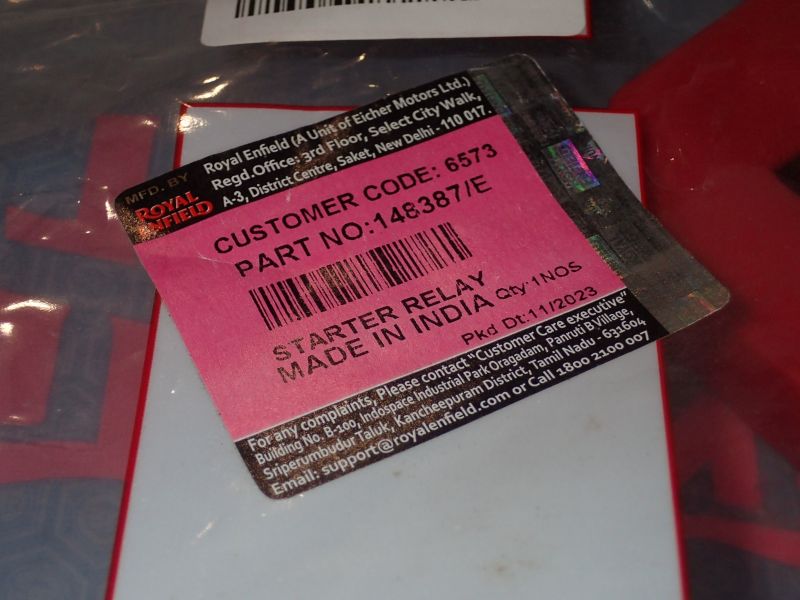 MFD. BY
ROYAL
ENFIELD
Royal Enfield (A Unit of Eicher Motors Ltd.)
Regd.Office: 3rd Floor, Select City Walk,
A-3, District Centre, Saket, New Delhi - 110 017.
CUSTOMER CODE: 6573
PART NO:148387/E
STARTER RELAY
MADE IN INDIA Qty:1NOS
Pkd Dt:11/2023
For any complaints, Please contact "Customer Care executive"
Building No. B-100, Indospace Industrial Park Oragadam, Panruti B Village,
Sriperumbudur Taluk, Kancheepuram District, Tamil Nadu - 631604
Email: support@royalenfield.com or Call 1800 2100 007